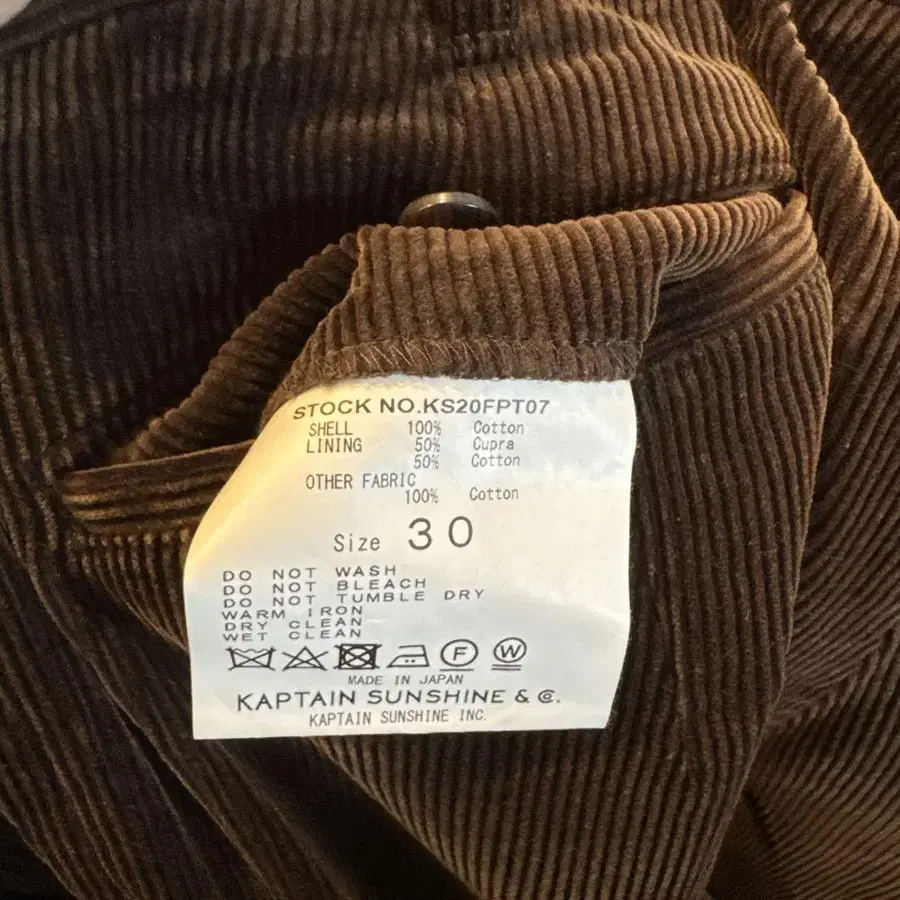 STOCK NO.KS20FPT07
SHELL 100% Cotton
LINING 50% Cupra
50% Cotton
OTHER FABRIC
100% Cotton
Size 30
DO NOT WASH
DO NOT BLEACH
DO NOT TUMBLE DRY
WARM IRON
DRY CLEAN
WET CLEAN
F W
MADE IN JAPAN
KAPTAIN SUNSHINE & Co.
KAPTAIN SUNSHINE INC.